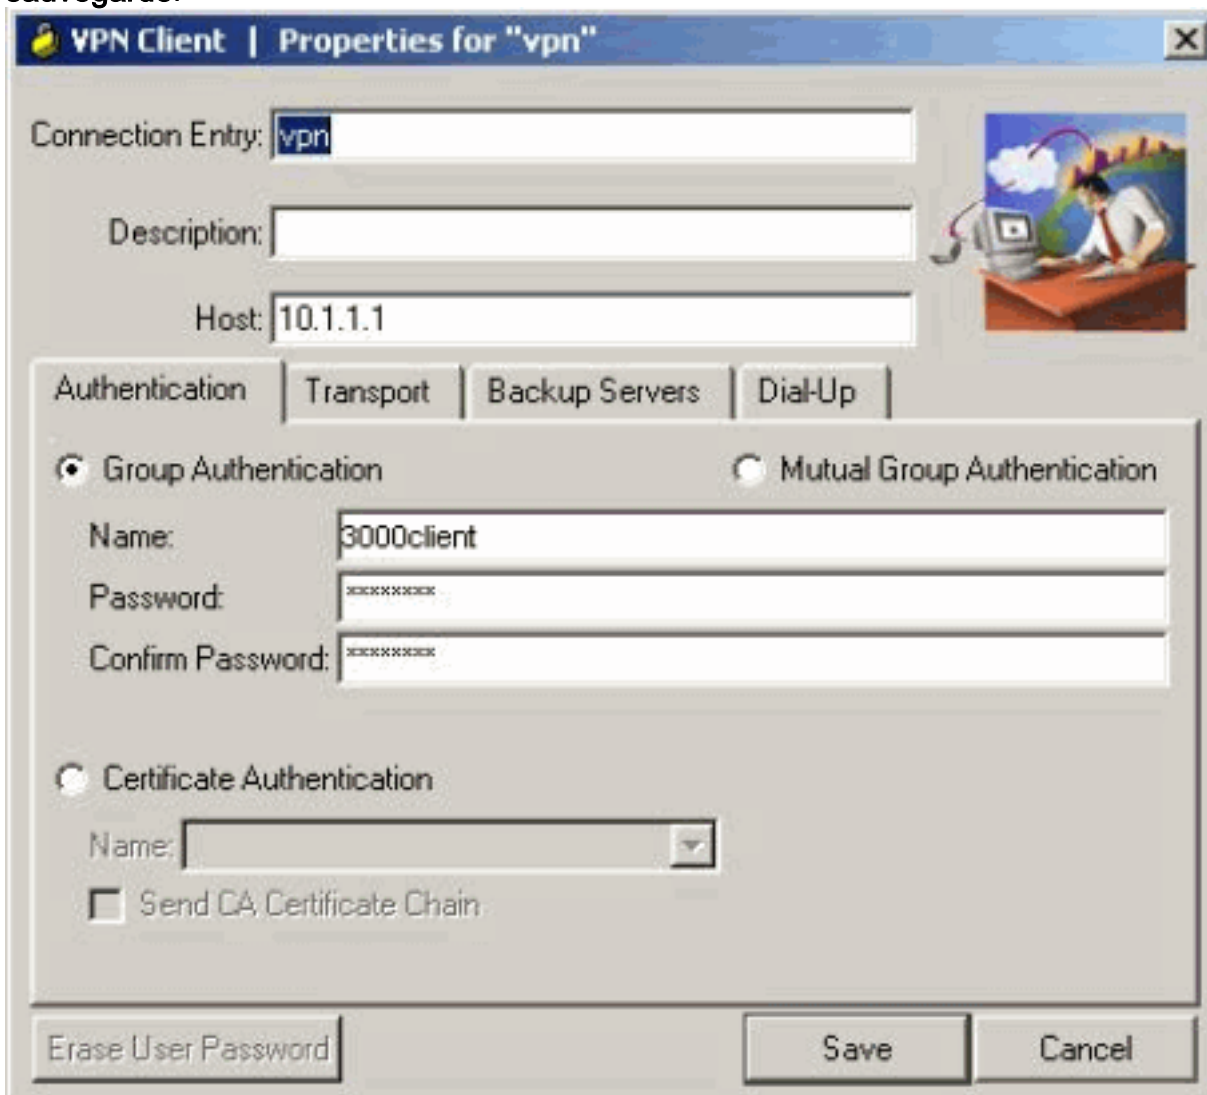 sauvegarde.
VPN Client | Properties for "vpn"
Connection Entry: vpn
Description:
Host: 10.1.1.1
Authentication Transport Backup Servers Dial-Up
Group Authentication Mutual Group Authentication
Name: 3000client
Password: ********
Confirm Password: ********
Certificate Authentication
Name:
Send CA Certificate Chain
Erase User Password Save Cancel